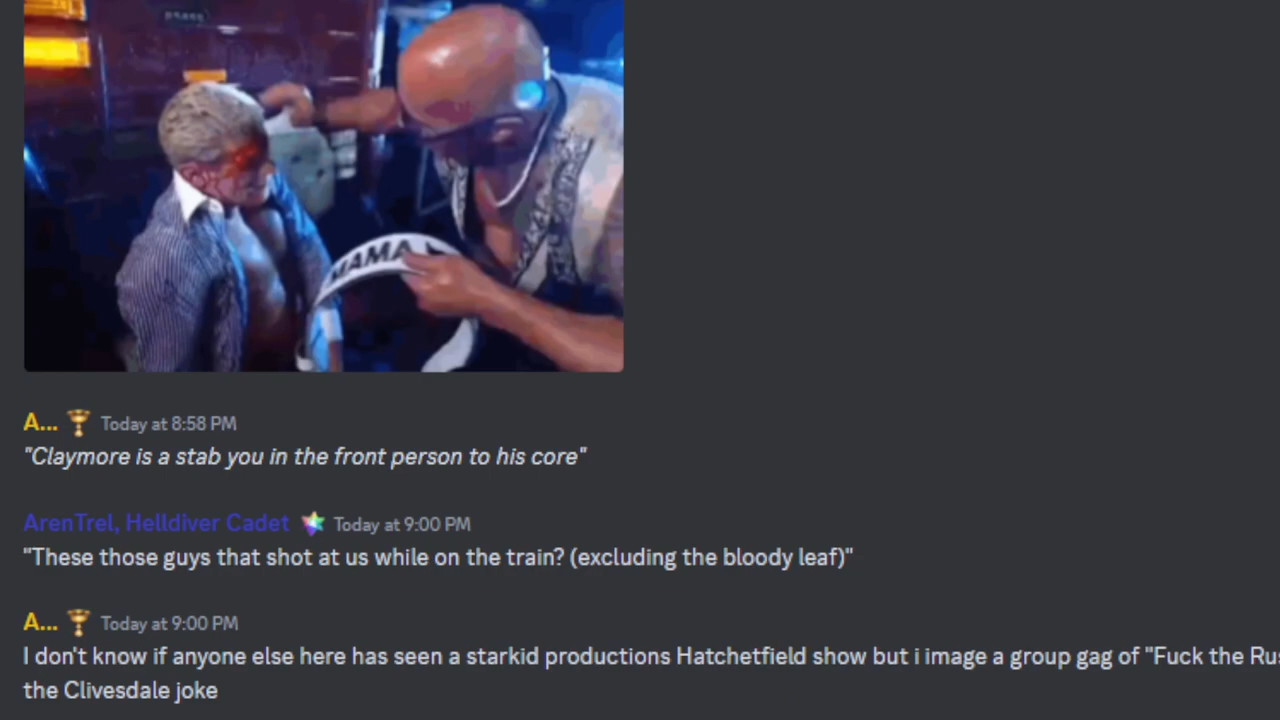 MAMA
A... Today at 8:58 PM
"Claymore is a stab you in the front person to his core"
ArenTrel, Helldiver Cadet Today at 9:00 PM
"These those guys that shot at us while on the train? (excluding the bloody leaf)"
A... Today at 9:00 PM
I don't know if anyone else here has seen a starkid productions Hatchetfield show but i image a group gag of "Fuck the
the Clivesdale joke